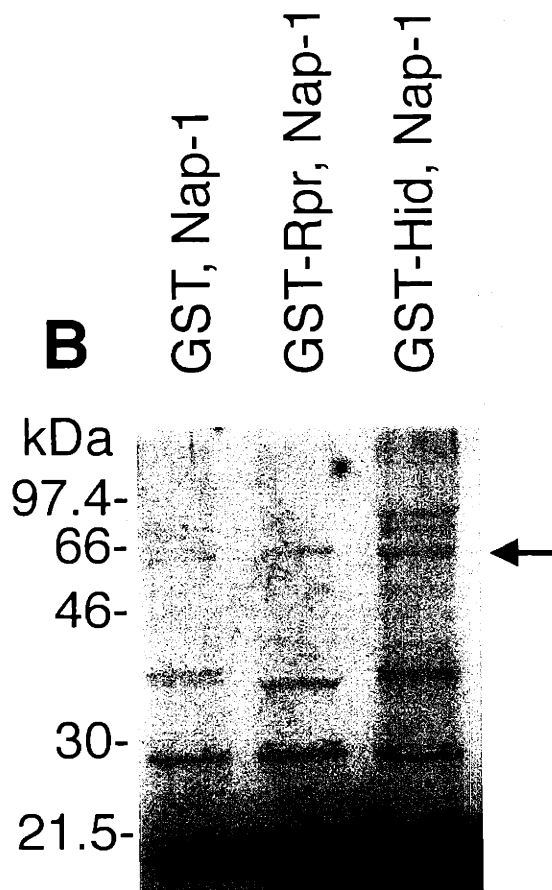 GST, Nap-1
GST-Rpr, Nap-1
GST-Hid, Nap-1
B
kDa
97.4-
66-
46-
30-
21.5-